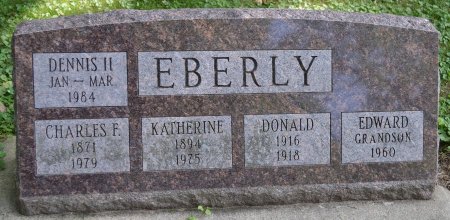 DENNIS II
JAN – MAR
1984
EBERLY
CHARLES F.
1871
1979
KATHERINE
1894
1975
DONALD
1916
1918
EDWARD
GRANDSON
1960